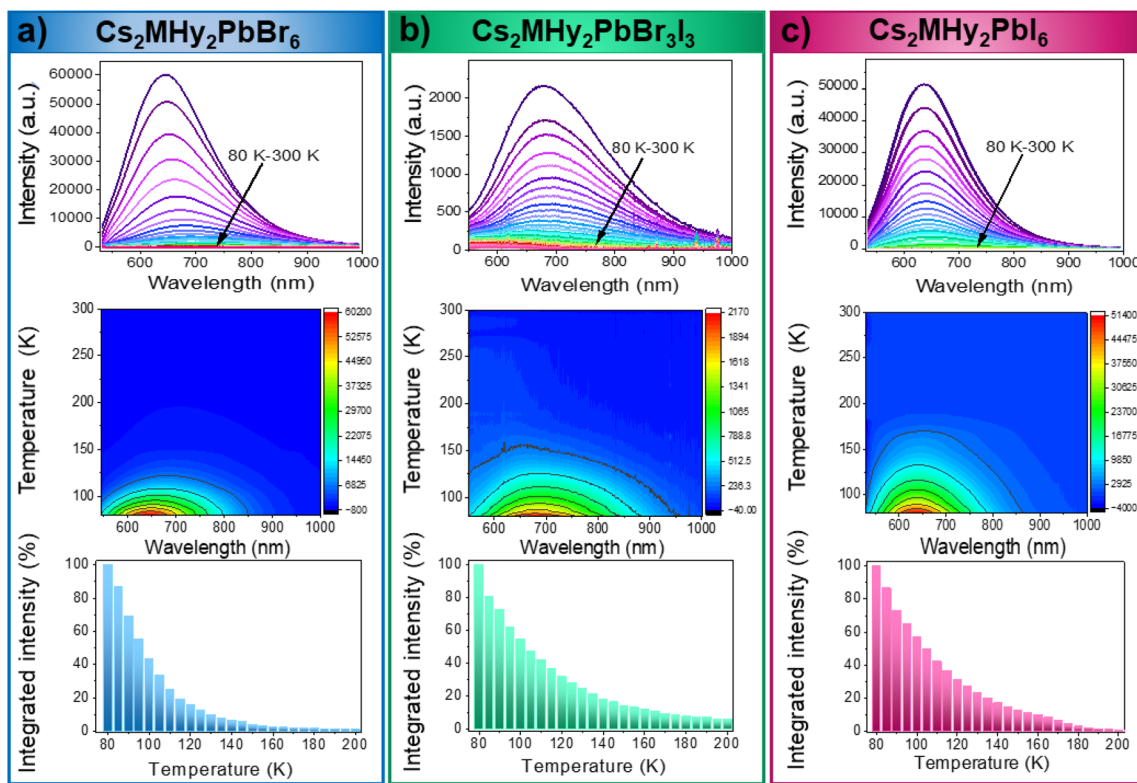 a) Cs2MHy2PbBr6
Intensity (a.u.)
60000
50000
40000
30000
20000
10000
0
80 K-300 K
600 700 800 900 1000
Wavelength (nm)
Temperature (K)
300
250
200
150
100
60200
52575
44960
37325
29700
22075
14450
6825
−800
600 700 800 900 1000
Wavelength (nm)
Integrated intensity (%)
100
80
60
40
20
0
80 100 120 140 160 180 200
Temperature (K)
b) Cs2MHy2PbBr3I3
Intensity (a.u.)
2000
1500
1000
500
0
80 K-300 K
600 700 800 900 1000
Wavelength (nm)
Temperature (K)
300
250
200
150
100
2170
1894
1618
1341
1065
788.8
512.5
236.3
−40.00
600 700 800 900 1000
Wavelength (nm)
Integrated intensity (%)
100
80
60
40
20
0
80 100 120 140 160 180 200
Temperature (K)
c) Cs2MHy2PbI6
Intensity (a.u.)
50000
40000
30000
20000
10000
0
80 K-300 K
600 700 800 900 1000
Wavelength (nm)
Temperature (K)
300
250
200
150
100
51400
44475
37550
30625
23700
16775
9850
2925
−4000
600 700 800 900 1000
Wavelength (nm)
Integrated intensity (%)
100
80
60
40
20
0
80 100 120 140 160 180 200
Temperature (K)